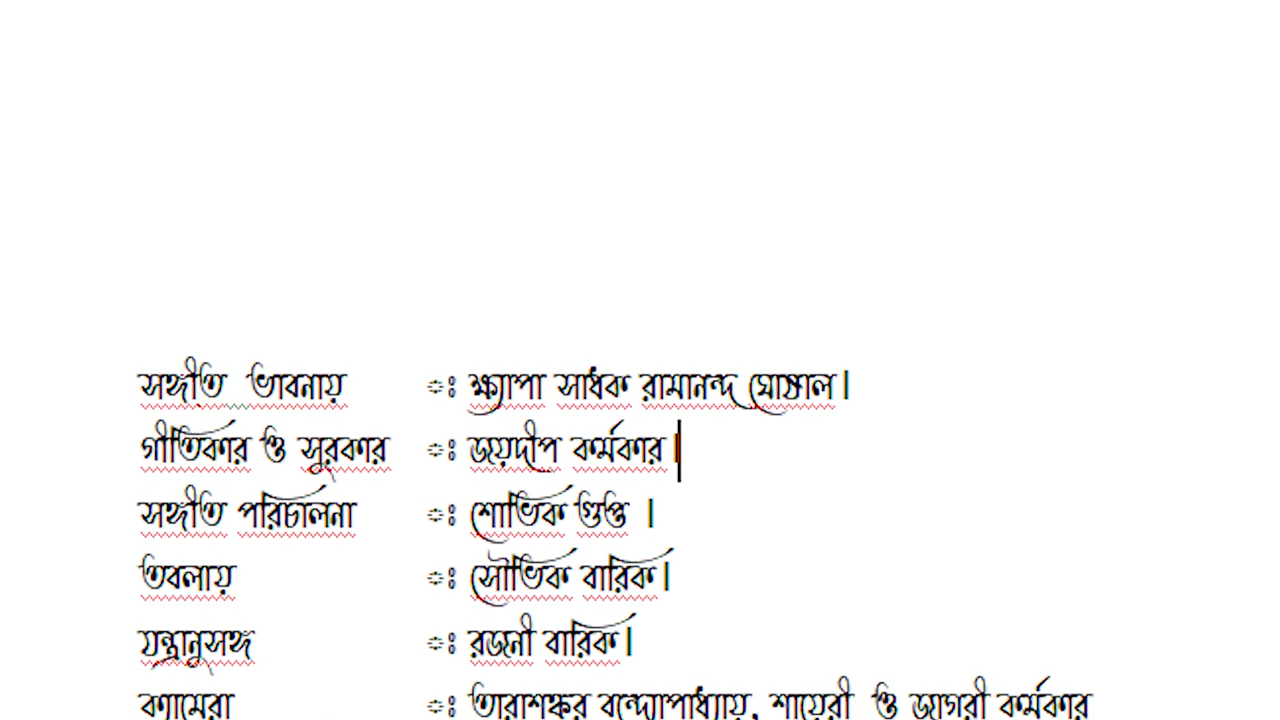 সঙ্গীত ভাবনায় ঃ ক্ষ্যাপা সাধক রামানন্দ ঘোষাল।
গীতিকার ও সুরকার ঃ জয়দীপ কর্মকার।
সঙ্গীত পরিচালনা ঃ শোভিক গুপ্ত ।
তবলায় ঃ সৌভিক বারিক।
যন্ত্রানুসঙ্গ ঃ রজনী বারিক।
ক্যামেরা ঃ তারাশঙ্কর বন্দ্যোপাধ্যায়, শায়েরী ও জাগরী কর্মকার